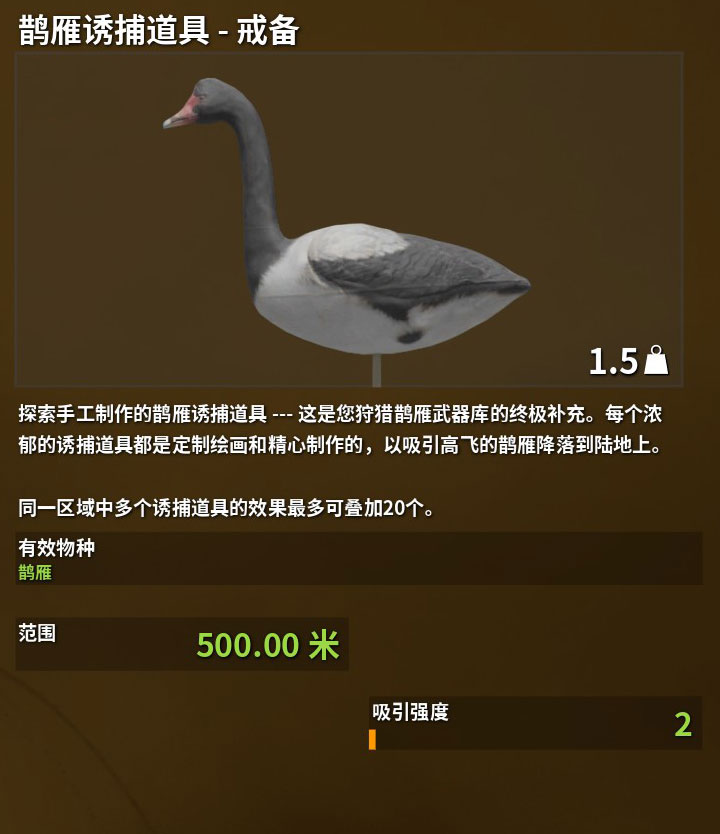 鹊雁诱捕道具 - 戒备
1.5
探索手工制作的鹊雁诱捕道具 --- 这是您狩猎鹊雁武器库的终极补充。每个浓
郁的诱捕道具都是定制绘画和精心制作的，以吸引高飞的鹊雁降落到陆地上。
同一区域中多个诱捕道具的效果最多可叠加20个。
有效物种
鹊雁
范围
500.00 米
吸引强度
2